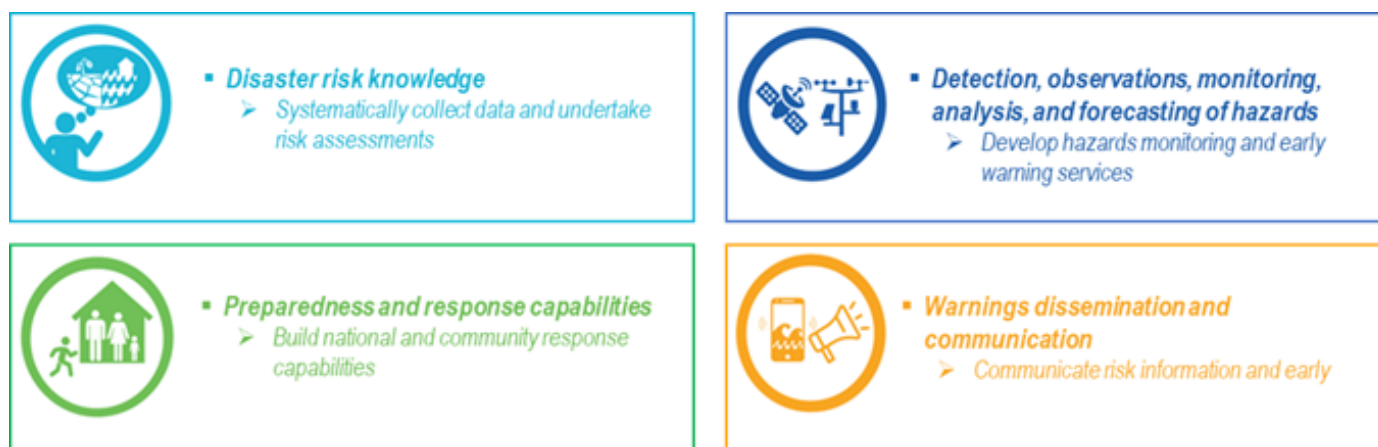 ▪ Disaster risk knowledge
➢ Systematically collect data and undertake
risk assessments
▪ Detection, observations, monitoring,
analysis, and forecasting of hazards
➢ Develop hazards monitoring and early
warning services
▪ Preparedness and response capabilities
➢ Build national and community response
capabilities
▪ Warnings dissemination and
communication
➢ Communicate risk information and early